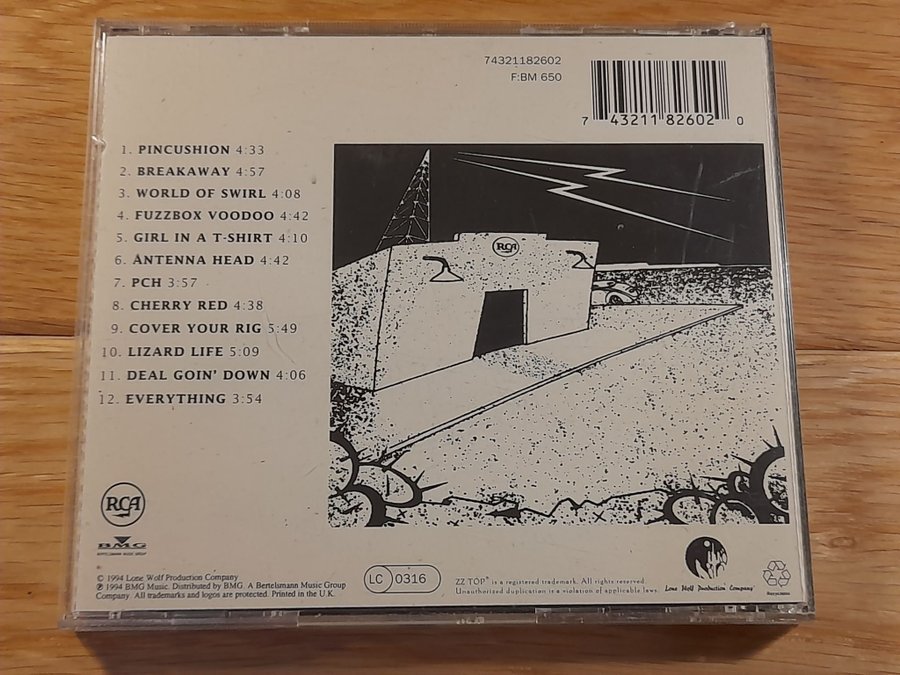 74321182602
F:BM 650
7 43211 82602 0
1. PINCUSHION 4:33
2. BREAKAWAY 4:57
3. WORLD OF SWIRL 4:08
4. FUZZBOX VOODOO 4:42
5. GIRL IN A T-SHIRT 4:10
6. ANTENNA HEAD 4:42
7. PCH 3:57
8. CHERRY RED 4:38
9. COVER YOUR RIG 5:49
10. LIZARD LIFE 5:09
11. DEAL GOIN' DOWN 4:06
12. EVERYTHING 3:54
RCA
RCA
BMG
BERTELSMANN MUSIC GROUP
© 1994 Lone Wolf Production Company
℗ 1994 BMG Music. Distributed by BMG. A Bertelsmann Music Group
Company. All trademarks and logos are protected. Printed in the U.K.
LC 0316
ZZ TOP® is a registered trademark. All rights reserved.
Unauthorized duplication is a violation of applicable laws.
Lone Wolf Production Company